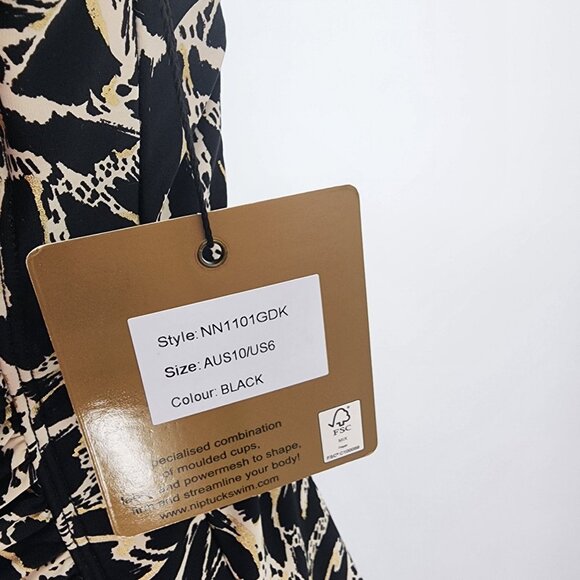 Style: NN1101GDK
Size: AUS10/US6
Colour: BLACK
specialised combination
of moulded cups,
and powermesh to shape,
and streamline your body!
www.niptuckswim.com
FSC
MIX